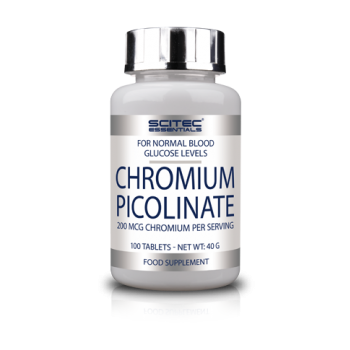 SCITEC
ESSENTIALS
FOR NORMAL BLOOD
GLUCOSE LEVELS
CHROMIUM
PICOLINATE
200 MCG CHROMIUM PER SERVING
100 TABLETS - NET WT: 40 G
FOOD SUPPLEMENT